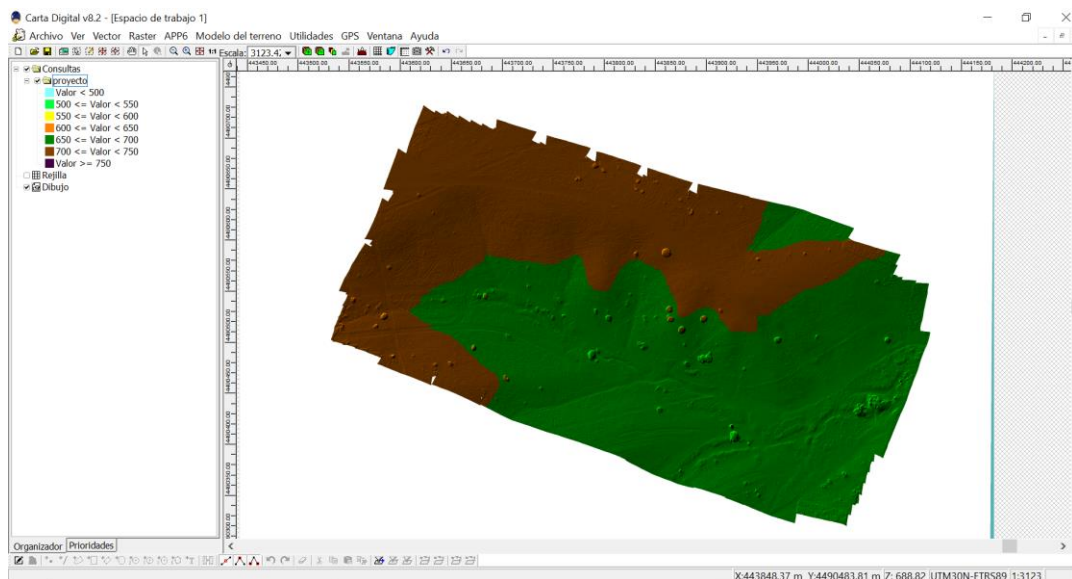 Carta Digital v8.2 - [Espacio de trabajo 1]
Archivo Ver Vector Raster APP6 Modelo del terreno Utilidades GPS Ventana Ayuda
1:1 Escala: 3123.4
443450.00 443500.00 443550.00 443600.00 443650.00 443700.00 443750.00 443800.00 443850.00 443900.00 443950.00 444000.00 444050.00 444100.00 444150.00 444200.00
Consultas
proyecto
Valor < 500
500 <= Valor < 550
550 <= Valor < 600
600 <= Valor < 650
650 <= Valor < 700
700 <= Valor < 750
Valor >= 750
Rejilla
Dibujo
Organizador Prioridades
X:443848.37 m Y:4490483.81 m Z: 688.82 UTM30N-ETRS89 1:3123